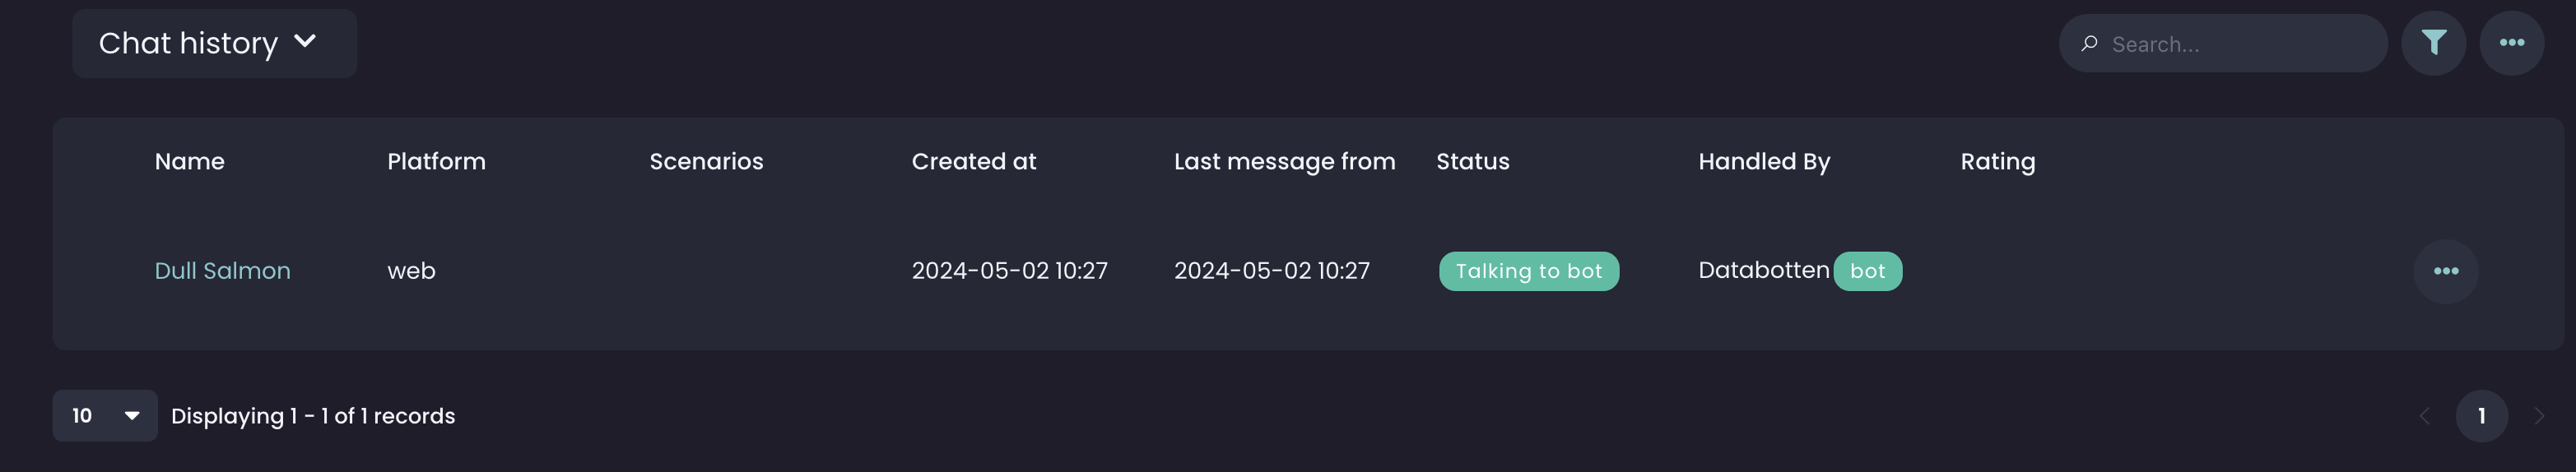 Chat history
Search...
Name Platform Scenarios Created at Last message from Status Handled By Rating
Dull Salmon web 2024-05-02 10:27 2024-05-02 10:27 Talking to bot Databotten bot
10 Displaying 1 - 1 of 1 records 1